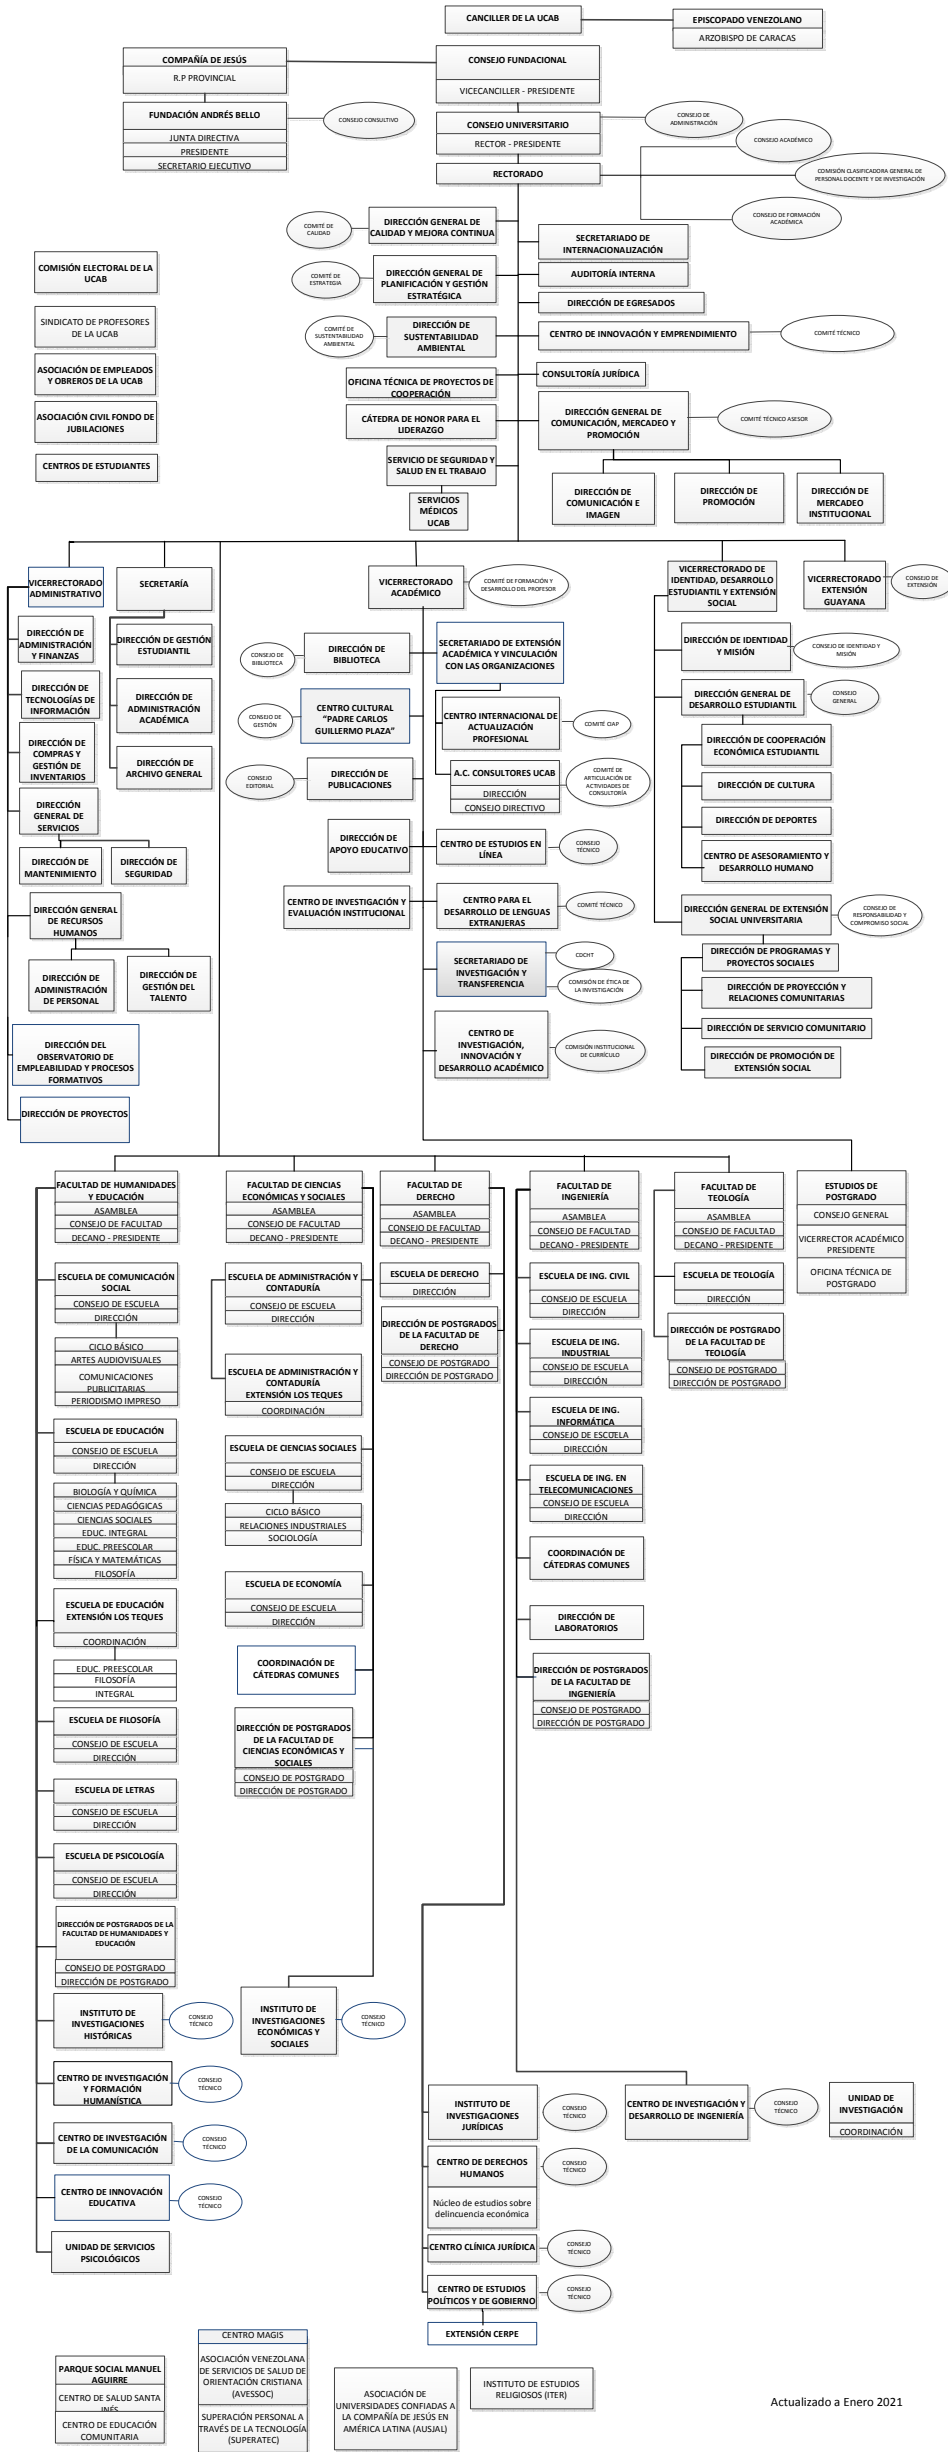 CANCILLER DE LA UCAB
EPISCOPADO VENEZOLANO
ARZOBISPO DE CARACAS
COMPAÑÍA DE JESÚS
R.P PROVINCIAL
CONSEJO FUNDACIONAL
VICECANCILLER - PRESIDENTE
FUNDACIÓN ANDRÉS BELLO
JUNTA DIRECTIVA
PRESIDENTE
SECRETARIO EJECUTIVO
CONSEJO CONSULTIVO
CONSEJO UNIVERSITARIO
RECTOR - PRESIDENTE
CONSEJO DE
ADMINISTRACIÓN
CONSEJO ACADÉMICO
RECTORADO
COMISIÓN CLASIFICADORA GENERAL DE
PERSONAL DOCENTE Y DE INVESTIGACIÓN
CONSEJO DE FORMACIÓN
ACADÉMICA
COMITÉ DE
CALIDAD
DIRECCIÓN GENERAL DE
CALIDAD Y MEJORA CONTINUA
SECRETARIADO DE
INTERNACIONALIZACIÓN
COMISIÓN ELECTORAL DE LA
UCAB
COMITÉ DE
ESTRATEGIA
DIRECCIÓN GENERAL DE
PLANIFICACIÓN Y GESTIÓN
ESTRATÉGICA
AUDITORÍA INTERNA
DIRECCIÓN DE EGRESADOS
SINDICATO DE PROFESORES
DE LA UCAB
COMITÉ DE
SUSTENTABILIDAD
AMBIENTAL
DIRECCIÓN DE
SUSTENTABILIDAD
AMBIENTAL
CENTRO DE INNOVACIÓN Y EMPRENDIMIENTO
COMITÉ TÉCNICO
ASOCIACIÓN DE EMPLEADOS
Y OBREROS DE LA UCAB
OFICINA TÉCNICA DE PROYECTOS DE
COOPERACIÓN
CONSULTORÍA JURÍDICA
ASOCIACIÓN CIVIL FONDO DE
JUBILACIONES
CÁTEDRA DE HONOR PARA EL
LIDERAZGO
DIRECCIÓN GENERAL DE
COMUNICACIÓN, MERCADEO Y
PROMOCIÓN
COMITÉ TÉCNICO ASESOR
CENTROS DE ESTUDIANTES
SERVICIO DE SEGURIDAD Y
SALUD EN EL TRABAJO
SERVICIOS
MÉDICOS
UCAB
DIRECCIÓN DE
COMUNICACIÓN E
IMAGEN
DIRECCIÓN DE
PROMOCIÓN
DIRECCIÓN DE
MERCADEO
INSTITUCIONAL
VICERRECTORADO
ADMINISTRATIVO
SECRETARÍA
VICERRECTORADO
ACADÉMICO
COMITÉ DE FORMACIÓN Y
DESARROLLO DEL PROFESOR
VICERRECTORADO DE
IDENTIDAD, DESARROLLO
ESTUDIANTIL Y EXTENSIÓN
SOCIAL
VICERRECTORADO
EXTENSIÓN
GUAYANA
CONSEJO DE
EXTENSIÓN
DIRECCIÓN DE
ADMINISTRACIÓN
Y FINANZAS
DIRECCIÓN DE
TECNOLOGÍAS DE
INFORMACIÓN
DIRECCIÓN DE
COMPRAS Y
GESTIÓN DE
INVENTARIOS
DIRECCIÓN
GENERAL DE
SERVICIOS
DIRECCIÓN DE
MANTENIMIENTO
DIRECCIÓN DE
SEGURIDAD
DIRECCIÓN GENERAL
DE RECURSOS
HUMANOS
DIRECCIÓN DE
ADMINISTRACIÓN
DE PERSONAL
DIRECCIÓN DE
GESTIÓN DEL
TALENTO
DIRECCIÓN DEL
OBSERVATORIO DE
EMPLEABILIDAD Y PROCESOS
FORMATIVOS
DIRECCIÓN DE PROYECTOS
DIRECCIÓN DE GESTIÓN
ESTUDIANTIL
DIRECCIÓN DE
ADMINISTRACIÓN
ACADÉMICA
DIRECCIÓN DE
ARCHIVO GENERAL
CONSEJO DE
BIBLIOTECA
DIRECCIÓN DE
BIBLIOTECA
CONSEJO DE
GESTIÓN
CENTRO CULTURAL
“PADRE CARLOS
GUILLERMO PLAZA”
CONSEJO
EDITORIAL
DIRECCIÓN DE
PUBLICACIONES
DIRECCIÓN DE
APOYO EDUCATIVO
CENTRO DE INVESTIGACIÓN Y
EVALUACIÓN INSTITUCIONAL
SECRETARIADO DE EXTENSIÓN
ACADÉMICA Y VINCULACIÓN
CON LAS ORGANIZACIONES
CENTRO INTERNACIONAL DE
ACTUALIZACIÓN
PROFESIONAL
COMITÉ CIAP
A.C. CONSULTORES UCAB
DIRECCIÓN
CONSEJO DIRECTIVO
COMITÉ DE
ARTICULACIÓN DE
ACTIVIDADES DE
CONSULTORÍA
CENTRO DE ESTUDIOS EN
LÍNEA
CONSEJO
TÉCNICO
CENTRO PARA EL
DESARROLLO DE LENGUAS
EXTRANJERAS
COMITÉ TÉCNICO
SECRETARIADO DE
INVESTIGACIÓN Y
TRANSFERENCIA
CDCHT
COMISIÓN DE ÉTICA DE
LA INVESTIGACIÓN
CENTRO DE
INVESTIGACIÓN,
INNOVACIÓN Y
DESARROLLO ACADÉMICO
COMISIÓN INSTITUCIONAL
DE CURRÍCULO
DIRECCIÓN DE IDENTIDAD
Y MISIÓN
CONSEJO DE IDENTIDAD Y
MISIÓN
DIRECCIÓN GENERAL DE
DESARROLLO ESTUDIANTIL
CONSEJO
GENERAL
DIRECCIÓN DE COOPERACIÓN
ECONÓMICA ESTUDIANTIL
DIRECCIÓN DE CULTURA
DIRECCIÓN DE DEPORTES
CENTRO DE ASESORAMIENTO Y
DESARROLLO HUMANO
DIRECCIÓN GENERAL DE EXTENSIÓN
SOCIAL UNIVERSITARIA
CONSEJO DE
RESPONSABILIDAD Y
COMPROMISO SOCIAL
DIRECCIÓN DE PROGRAMAS Y
PROYECTOS SOCIALES
DIRECCIÓN DE PROYECCIÓN Y
RELACIONES COMUNITARIAS
DIRECCIÓN DE SERVICIO COMUNITARIO
DIRECCIÓN DE PROMOCIÓN DE
EXTENSIÓN SOCIAL
FACULTAD DE HUMANIDADES
Y EDUCACIÓN
ASAMBLEA
CONSEJO DE FACULTAD
DECANO - PRESIDENTE
ESCUELA DE COMUNICACIÓN
SOCIAL
CONSEJO DE ESCUELA
DIRECCIÓN
CICLO BÁSICO
ARTES AUDIOVISUALES
COMUNICACIONES
PUBLICITARIAS
PERIODISMO IMPRESO
ESCUELA DE EDUCACIÓN
CONSEJO DE ESCUELA
DIRECCIÓN
BIOLOGÍA Y QUÍMICA
CIENCIAS PEDAGÓGICAS
CIENCIAS SOCIALES
EDUC. INTEGRAL
EDUC. PREESCOLAR
FÍSICA Y MATEMÁTICAS
FILOSOFÍA
ESCUELA DE EDUCACIÓN
EXTENSIÓN LOS TEQUES
COORDINACIÓN
EDUC. PREESCOLAR
FILOSOFÍA
INTEGRAL
ESCUELA DE FILOSOFÍA
CONSEJO DE ESCUELA
DIRECCIÓN
ESCUELA DE LETRAS
CONSEJO DE ESCUELA
DIRECCIÓN
ESCUELA DE PSICOLOGÍA
CONSEJO DE ESCUELA
DIRECCIÓN
DIRECCIÓN DE POSTGRADOS DE LA
FACULTAD DE HUMANIDADES Y
EDUCACIÓN
CONSEJO DE POSTGRADO
DIRECCIÓN DE POSTGRADO
INSTITUTO DE
INVESTIGACIONES
HISTÓRICAS
CONSEJO
TÉCNICO
CENTRO DE INVESTIGACIÓN
Y FORMACIÓN
HUMANÍSTICA
CONSEJO
TÉCNICO
CENTRO DE INVESTGACIÓN
DE LA COMUNICACIÓN
CONSEJO
TÉCNICO
CENTRO DE INNOVACIÓN
EDUCATIVA
CONSEJO
TÉCNICO
UNIDAD DE SERVICIOS
PSICOLÓGICOS
FACULTAD DE CIENCIAS
ECONÓMICAS Y SOCIALES
ASAMBLEA
CONSEJO DE FACULTAD
DECANO - PRESIDENTE
ESCUELA DE ADMINISTRACIÓN Y
CONTADURÍA
CONSEJO DE ESCUELA
DIRECCIÓN
ESCUELA DE ADMINISTRACIÓN Y
CONTADURÍA
EXTENSIÓN LOS TEQUES
COORDINACIÓN
ESCUELA DE CIENCIAS SOCIALES
CONSEJO DE ESCUELA
DIRECCIÓN
CICLO BÁSICO
RELACIONES INDUSTRIALES
SOCIOLOGÍA
ESCUELA DE ECONOMÍA
CONSEJO DE ESCUELA
DIRECCIÓN
COORDINACIÓN DE
CÁTEDRAS COMUNES
DIRECCIÓN DE POSTGRADOS
DE LA FACULTAD DE
CIENCIAS ECONÓMICAS Y
SOCIALES
CONSEJO DE POSTGRADO
DIRECCIÓN DE POSTGRADO
INSTITUTO DE
INVESTIGACIONES
ECONÓMICAS Y
SOCIALES
CONSEJO
TÉCNICO
FACULTAD DE
DERECHO
ASAMBLEA
CONSEJO DE FACULTAD
DECANO - PRESIDENTE
ESCUELA DE DERECHO
DIRECCIÓN
DIRECCIÓN DE POSTGRADOS
DE LA FACULTAD DE
DERECHO
CONSEJO DE POSTGRADO
DIRECCIÓN DE POSTGRADO
FACULTAD DE
INGENIERÍA
ASAMBLEA
CONSEJO DE FACULTAD
DECANO - PRESIDENTE
ESCUELA DE ING. CIVIL
CONSEJO DE ESCUELA
DIRECCIÓN
ESCUELA DE ING.
INDUSTRIAL
CONSEJO DE ESCUELA
DIRECCIÓN
ESCUELA DE ING.
INFORMÁTICA
CONSEJO DE ESCUELA
DIRECCIÓN
ESCUELA DE ING. EN
TELECOMUNICACIONES
CONSEJO DE ESCUELA
DIRECCIÓN
COORDINACIÓN DE
CÁTEDRAS COMUNES
DIRECCIÓN DE
LABORATORIOS
DIRECCIÓN DE POSTGRADOS
DE LA FACULTAD DE
INGENIERÍA
CONSEJO DE POSTGRADO
DIRECCIÓN DE POSTGRADO
FACULTAD DE
TEOLOGÍA
ASAMBLEA
CONSEJO DE FACULTAD
DECANO - PRESIDENTE
ESCUELA DE TEOLOGÍA
DIRECCIÓN
DIRECCIÓN DE POSTGRADO
DE LA FACULTAD DE
TEOLOGÍA
CONSEJO DE POSTGRADO
DIRECCIÓN DE POSTGRADO
ESTUDIOS DE
POSTGRADO
CONSEJO GENERAL
VICERRECTOR ACADÉMICO
PRESIDENTE
OFICINA TÉCNICA DE
POSTGRADO
INSTITUTO DE
INVESTIGACIONES
JURÍDICAS
CONSEJO
TÉCNICO
CENTRO DE DERECHOS
HUMANOS
Núcleo de estudios sobre
delincuencia económica
CONSEJO
TÉCNICO
CENTRO CLÍNICA JURÍDICA
CONSEJO
TÉCNICO
CENTRO DE ESTUDIOS
POLÍTICOS Y DE GOBIERNO
CONSEJO
TÉCNICO
EXTENSIÓN CERPE
CENTRO DE INVESTIGACIÓN Y
DESARROLLO DE INGENIERÍA
CONSEJO
TÉCNICO
UNIDAD DE
INVESTIGACIÓN
COORDINACIÓN
PARQUE SOCIAL MANUEL
AGUIRRE
CENTRO DE SALUD SANTA
INÉS
CENTRO DE EDUCACIÓN
COMUNITARIA
CENTRO MAGIS
ASOCIACIÓN VENEZOLANA
DE SERVICIOS DE SALUD DE
ORIENTACIÓN CRISTIANA
(AVESSOC)
SUPERACIÓN PERSONAL
A TRAVÉS DE LA TECNOLOGÍA
(SUPERATEC)
ASOCIACIÓN DE
UNIVERSIDADES CONFIADAS A
LA COMPAÑÍA DE JESÚS EN
AMÉRICA LATINA (AUSJAL)
INSTITUTO DE ESTUDIOS
RELIGIOSOS (ITER)
Actualizado a Enero 2021